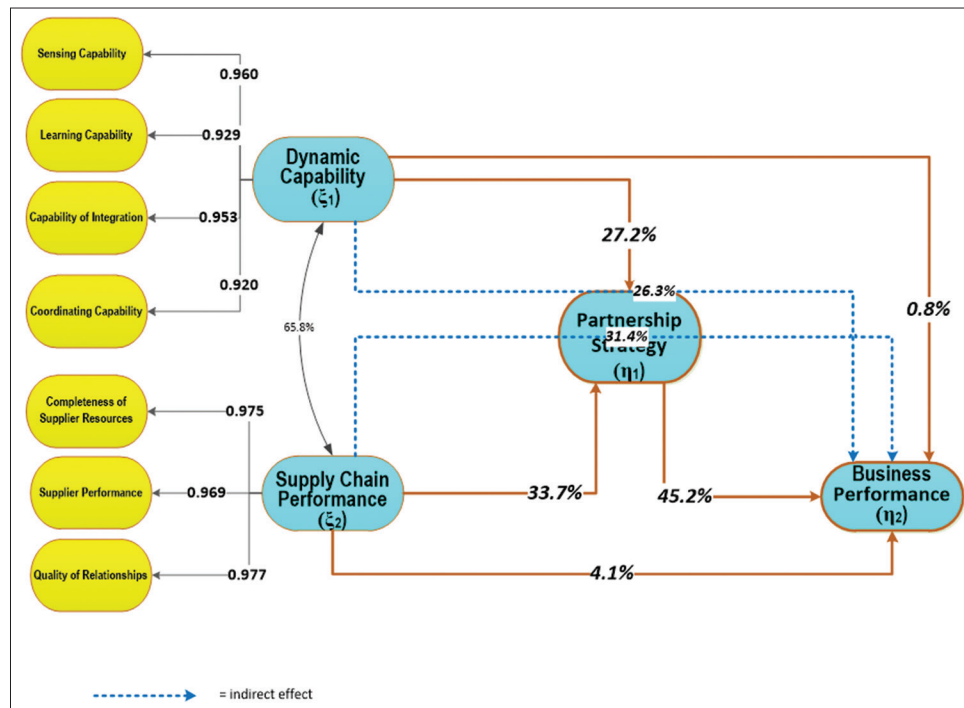 Sensing Capability
0.960
Learning Capability
0.929
Dynamic
Capability
(ξ1)
Capability of Integration
0.953
27.2%
Coordinating Capability
0.920
26.3%
0.8%
Partnership
Strategy
31.4%
(η1)
65.8%
Completeness of
Supplier Resources
0.975
Supply Chain
Performance
(ξ2)
Supplier Performance
0.969
33.7%
45.2%
Business
Performance
(η2)
Quality of Relationships
0.977
4.1%
= indirect effect